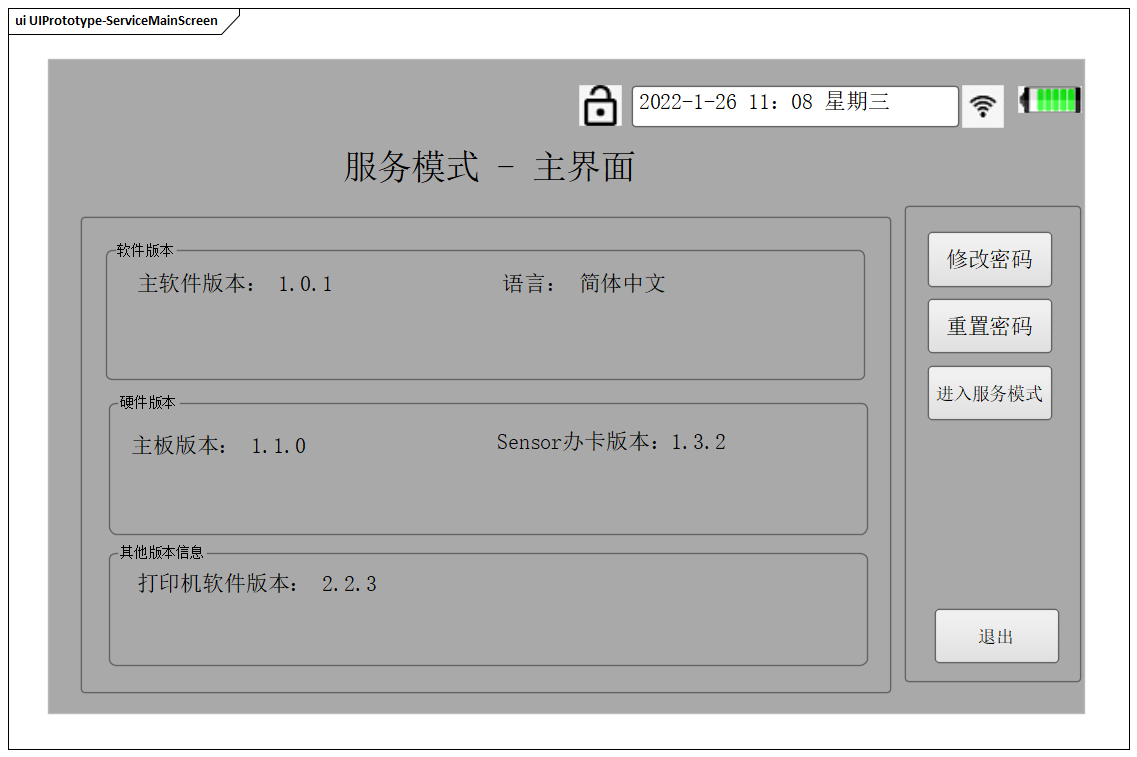 ui UIPrototype-ServiceMainScreen
2022-1-26 11：08 星期三
服务模式 - 主界面
软件版本
主软件版本： 1.0.1
语言： 简体中文
硬件版本
主板版本： 1.1.0
Sensor办卡版本：1.3.2
其他版本信息
打印机软件版本： 2.2.3
修改密码
重置密码
进入服务模式
退出